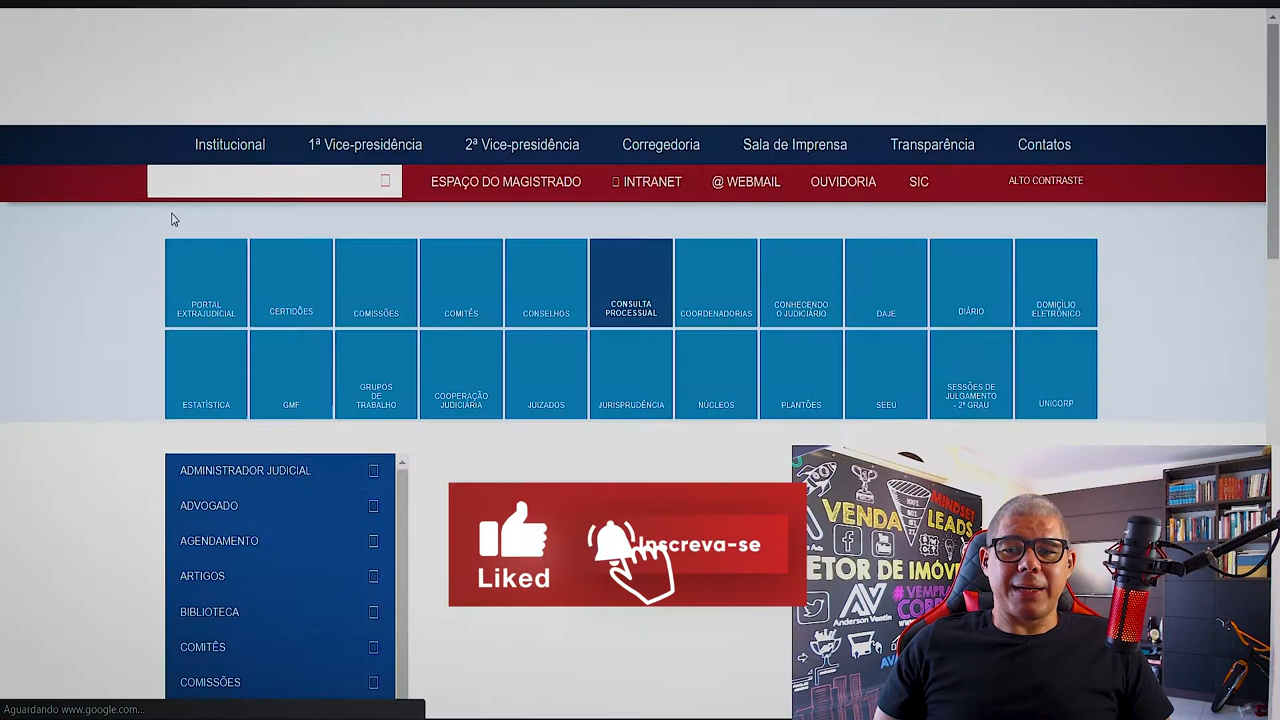 Institucional
1ª Vice-presidência
2ª Vice-presidência
Corregedoria
Sala de Imprensa
Transparência
Contatos
ESPAÇO DO MAGISTRADO
INTRANET
@ WEBMAIL
OUVIDORIA
SIC
ALTO CONTRASTE
PORTAL
EXTRAJUDICIAL
CERTIDÕES
COMISSÕES
COMITÊS
CONSELHOS
CONSULTA
PROCESSUAL
COORDENADORIAS
CONHECENDO
O JUDICIÁRIO
DAJE
DIÁRIO
DOMICÍLIO
ELETRÔNICO
ESTATÍSTICA
GMF
GRUPOS
DE
TRABALHO
COOPERAÇÃO
JUDICIÁRIA
JUIZADOS
JURISPRUDÊNCIA
NÚCLEOS
PLANTÕES
SEEU
SESSÕES DE
JULGAMENTO
- 2º GRAU
UNICORP
ADMINISTRADOR JUDICIAL
ADVOGADO
AGENDAMENTO
ARTIGOS
BIBLIOTECA
COMITÊS
COMISSÕES
Liked
Inscreva-se
MINDSET
VENDA
LEADS
ETOR DE IMÓV
Anderson Ventin
Aguardando www.google.com...